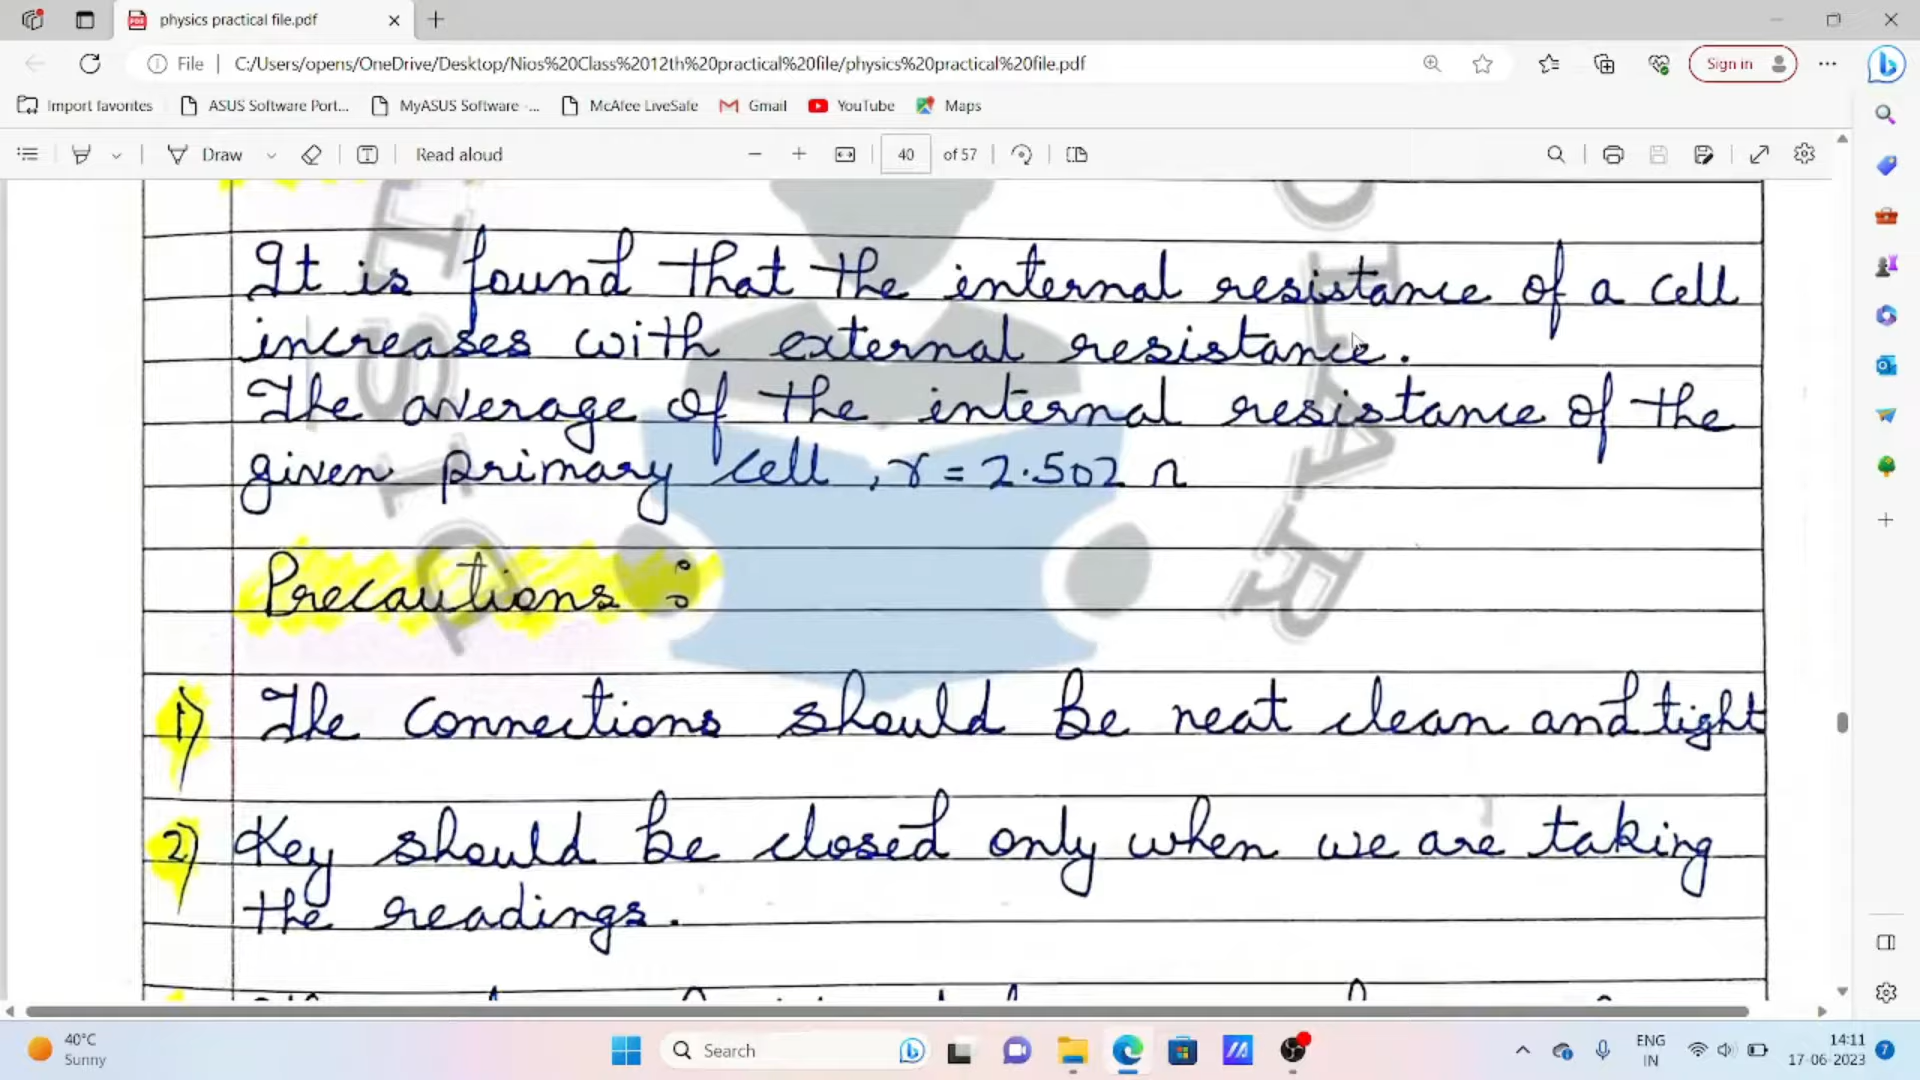 physics practical file.pdf
File
C:/Users/opens/OneDrive/Desktop/Nios%20Class%2012th%20practical%20file/physics%20practical%20file.pdf
Sign in
Import favorites
ASUS Software Port...
MyASUS Software -...
McAfee LiveSafe
Gmail
YouTube
Maps
Draw
Read aloud
40 of 57
It is found that the internal resistance of a cell
increases with external resistance.
The average of the internal resistance of the
given primary cell, r = 2.502 Ω
Precautions :
1) The connections should be neat clean and tight
2) Key should be closed only when we are taking
the readings.
40°C
Sunny
Search
ENG
IN
14:11
17-06-2023
7